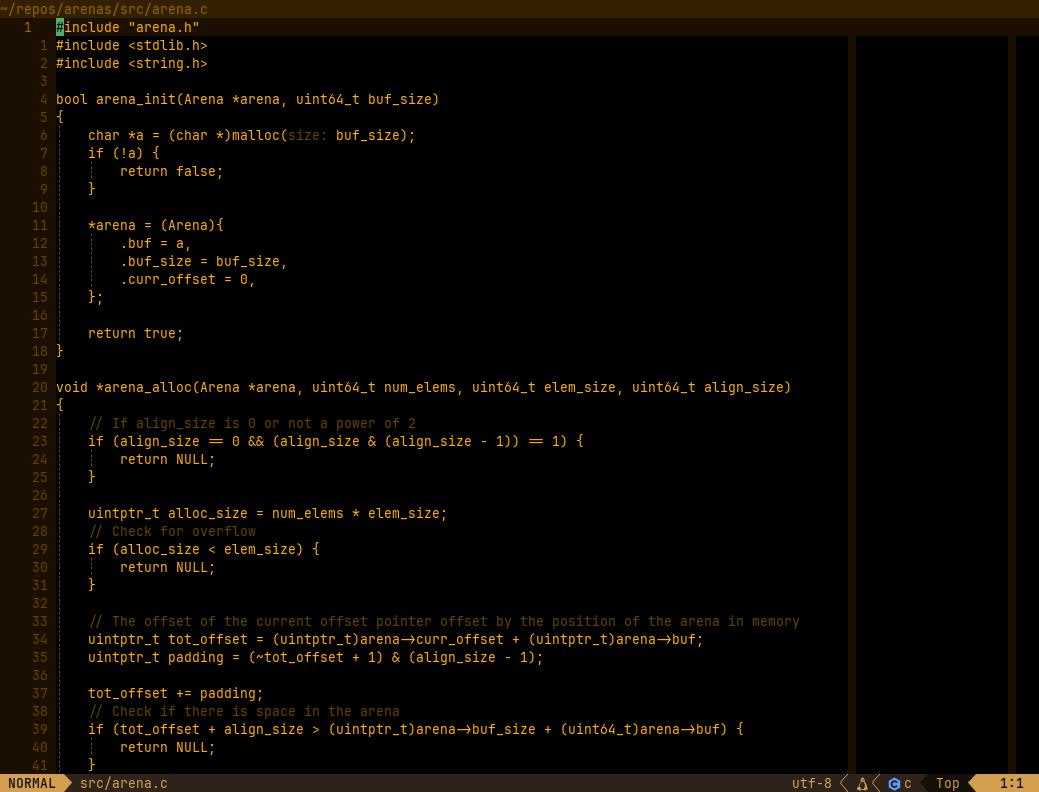 ~/repos/arenas/src/arena.c
1 #include "arena.h"
1 #include <stdlib.h>
2 #include <string.h>
3
4 bool arena_init(Arena *arena, uint64_t buf_size)
5 {
6 char *a = (char *)malloc(size: buf_size);
7 if (!a) {
8 return false;
9 }
10
11 *arena = (Arena){
12 .buf = a,
13 .buf_size = buf_size,
14 .curr_offset = 0,
15 };
16
17 return true;
18 }
19
20 void *arena_alloc(Arena *arena, uint64_t num_elems, uint64_t elem_size, uint64_t align_size)
21 {
22 // If align_size is 0 or not a power of 2
23 if (align_size == 0 && (align_size & (align_size - 1)) == 1) {
24 return NULL;
25 }
26
27 uintptr_t alloc_size = num_elems * elem_size;
28 // Check for overflow
29 if (alloc_size < elem_size) {
30 return NULL;
31 }
32
33 // The offset of the current offset pointer offset by the position of the arena in memory
34 uintptr_t tot_offset = (uintptr_t)arena->curr_offset + (uintptr_t)arena->buf;
35 uintptr_t padding = (~tot_offset + 1) & (align_size - 1);
36
37 tot_offset += padding;
38 // Check if there is space in the arena
39 if (tot_offset + align_size > (uintptr_t)arena->buf_size + (uint64_t)arena->buf) {
40 return NULL;
41 }
NORMAL src/arena.c utf-8 c Top 1:1